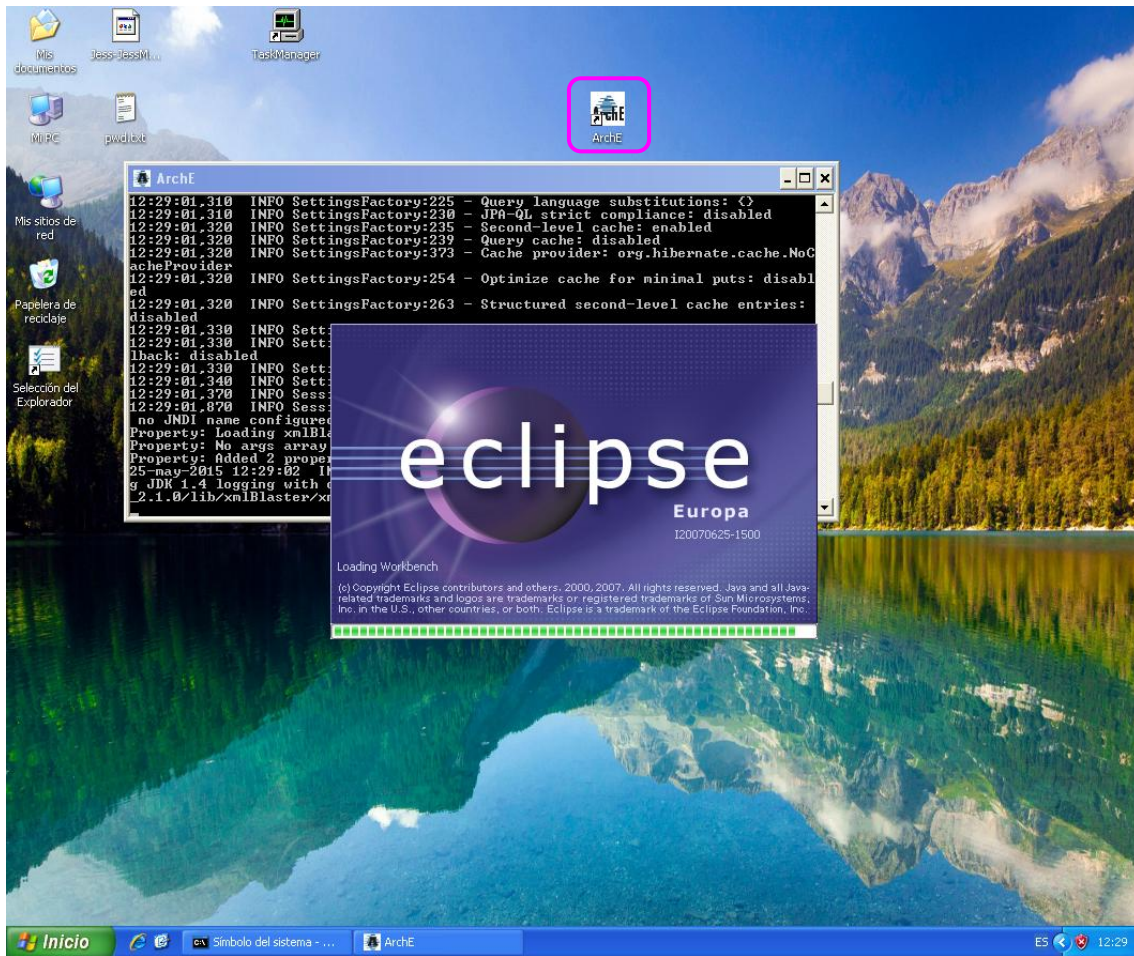 Mis documentos
Jess-JessM...
TaskManager
Mi PC
pwd.txt
ArchE
Mis sitios de red
Papelera de reciclaje
Selección del Explorador
ArchE
12:29:01,310 INFO SettingsFactory:225 - Query language substitutions: {}
12:29:01,310 INFO SettingsFactory:230 - JPA-QL strict compliance: disabled
12:29:01,320 INFO SettingsFactory:235 - Second-level cache: enabled
12:29:01,320 INFO SettingsFactory:239 - Query cache: disabled
12:29:01,320 INFO SettingsFactory:373 - Cache provider: org.hibernate.cache.NoC
acheProvider
12:29:01,320 INFO SettingsFactory:254 - Optimize cache for minimal puts: disabl
ed
12:29:01,320 INFO SettingsFactory:263 - Structured second-level cache entries:
disabled
12:29:01,330 INFO Setti
12:29:01,330 INFO Setti
lback: disabled
12:29:01,330 INFO Setti
12:29:01,340 INFO Setti
12:29:01,370 INFO Sess
12:29:01,870 INFO Sess
no JNDI name configured
Property: Loading xmlBla
Property: No args array
Property: Added 2 proper
25-may-2015 12:29:02 I
g JDK 1.4 logging with
_2.1.0/lib/xmlBlaster/xm
eclipse
Europa
I20070625-1500
Loading Workbench
(c) Copyright Eclipse contributors and others. 2000, 2007. All rights reserved. Java and all Java-
related trademarks and logos are trademarks or registered trademarks of Sun Microsystems,
Inc. in the U.S., other countries, or both. Eclipse is a trademark of the Eclipse Foundation, Inc.
Inicio
Símbolo del sistema - ...
ArchE
ES
12:29